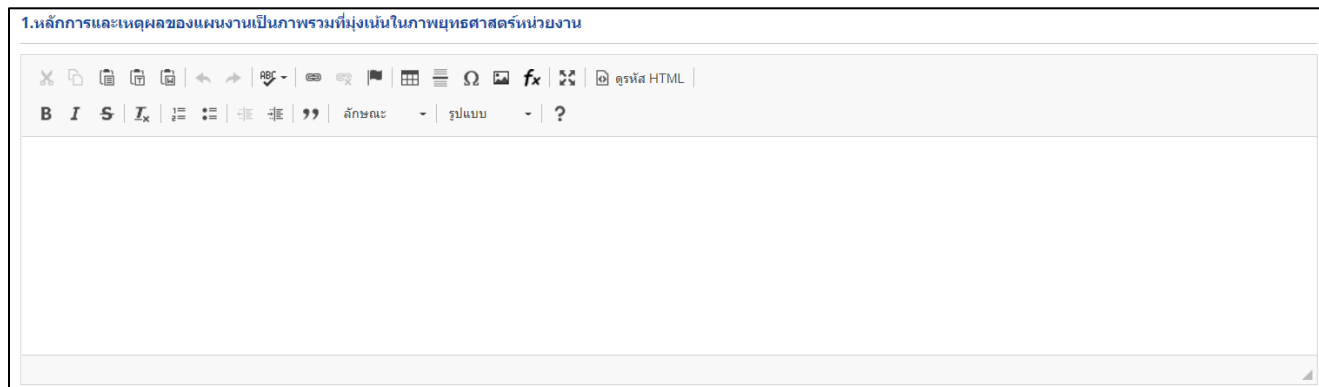 1.หลักการและเหตุผลของแผนงานเป็นภาพรวมที่มุ่งเน้นในภาพยุทธศาสตร์หน่วยงาน
ABC Ω fx ดูรหัส HTML
B I S Ix ลักษณะ รูปแบบ ?